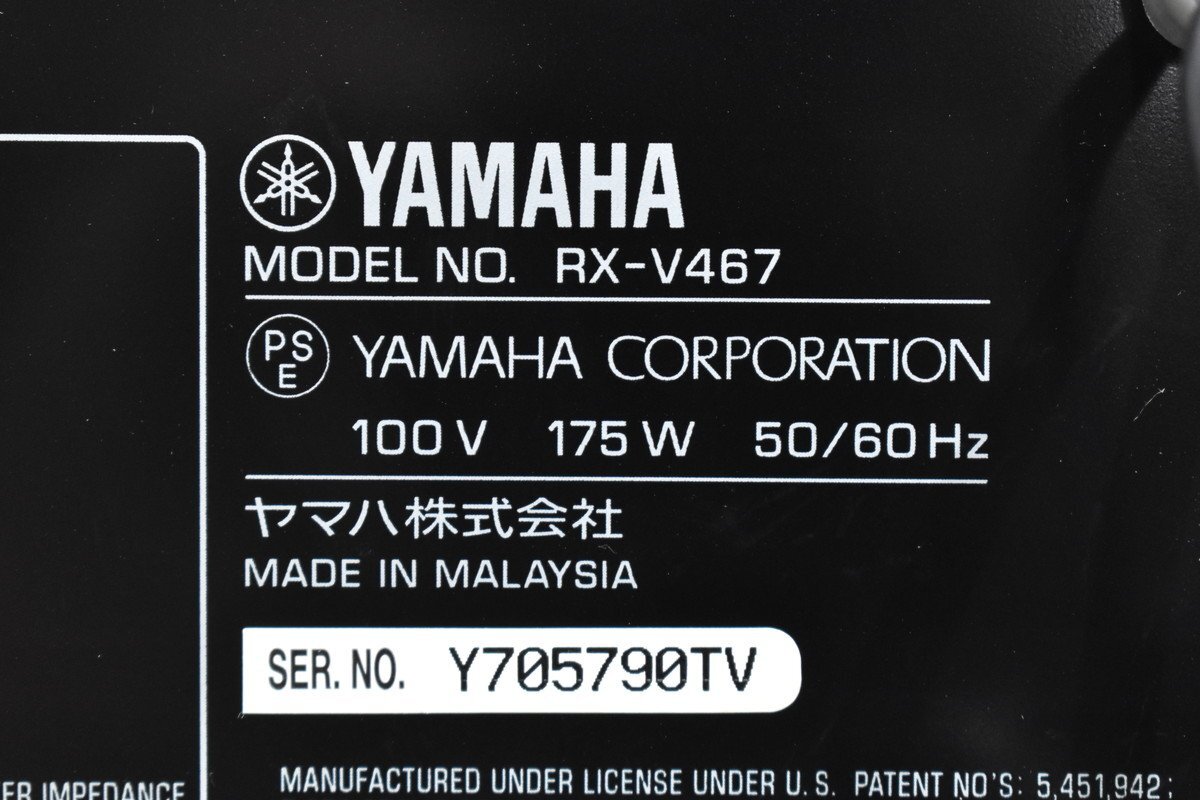 YAMAHA
MODEL NO. RX-V467
PSE YAMAHA CORPORATION
100 V 175 W 50/60 Hz
ヤマハ株式会社
MADE IN MALAYSIA
SER. NO. Y705790TV
MANUFACTURED UNDER LICENSE UNDER U.S. PATENT NO'S: 5,451,942;
ER IMPEDANCE